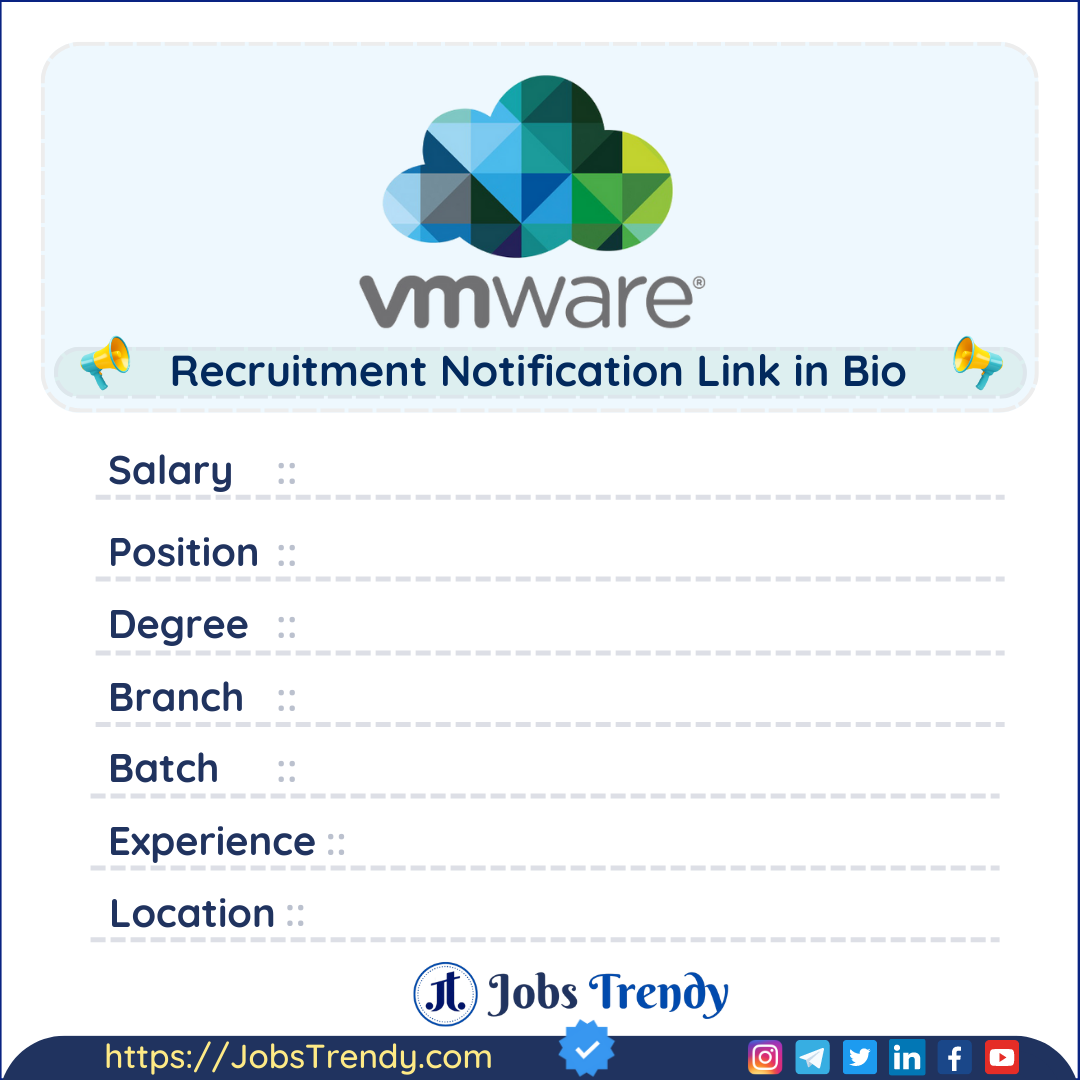 vmware®
Recruitment Notification Link in Bio
Salary ::
Position ::
Degree ::
Branch ::
Batch ::
Experience ::
Location ::
Jobs Trendy
https://JobsTrendy.com